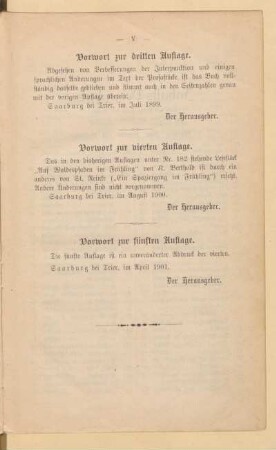 — V —
Vorwort zur dritten Auflage.
Abgesehen von Verbesserungen der Interpunktion und einigen
sprachlichen Änderungen im Text der Prosastücke ist das Buch voll-
ständig dasselbe geblieben und stimmt auch in den Seitenzahlen genau
mit der vorigen Auflage überein.
Saarburg bei Trier, im Juli 1899.
Der Herausgeber.
Vorwort zur vierten Auflage.
Das in den bisherigen Auflagen unter Nr. 182 stehende Lesestück
„Auf Waldespfaden im Frühling“ von K. Berthold ist durch ein
anderes von St. Reinke („Ein Spaziergang im Frühling“) ersetzt.
Andere Änderungen sind nicht vorgenommen.
Saarburg bei Trier, im August 1900.
Der Herausgeber.
Vorwort zur fünften Auflage.
Die fünfte Auflage ist ein unveränderter Abdruck der vierten.
Saarburg bei Trier, im April 1901.
Der Herausgeber.